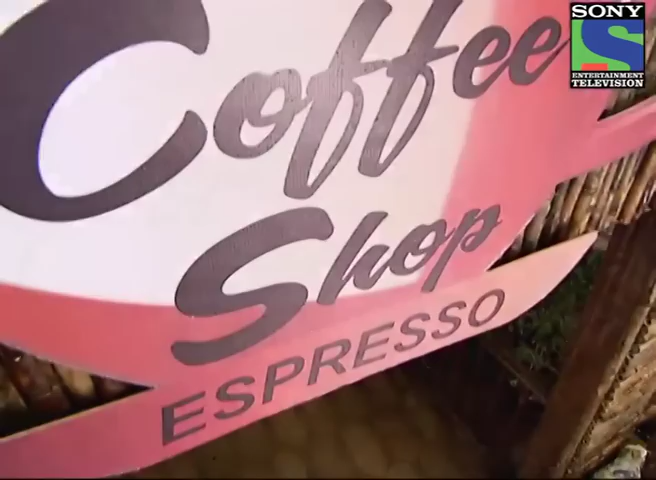 Coffee
Shop
ESPRESSO
SONY
ENTERTAINMENT
TELEVISION